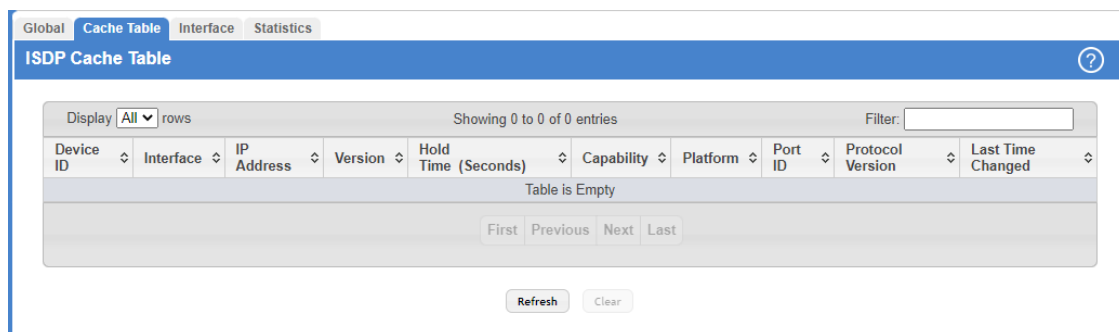 Global Cache Table Interface Statistics
ISDP Cache Table ?
Display All rows Showing 0 to 0 of 0 entries Filter:
Device ID Interface IP Address Version Hold Time (Seconds) Capability Platform Port ID Protocol Version Last Time Changed
Table is Empty
First Previous Next Last
Refresh Clear